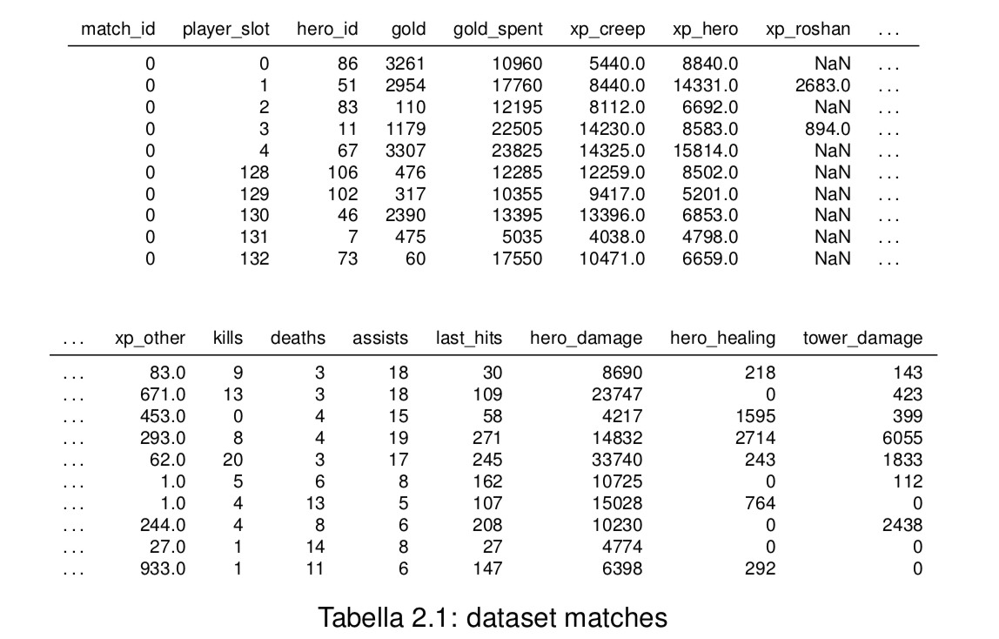 match_id player_slot hero_id gold gold_spent xp_creep xp_hero xp_roshan ...
0 0 86 3261 10960 5440.0 8840.0 NaN ...
0 1 51 2954 17760 8440.0 14331.0 2683.0 ...
0 2 83 110 12195 8112.0 6692.0 NaN ...
0 3 11 1179 22505 14230.0 8583.0 894.0 ...
0 4 67 3307 23825 14325.0 15814.0 NaN ...
0 128 106 476 12285 12259.0 8502.0 NaN ...
0 129 102 317 10355 9417.0 5201.0 NaN ...
0 130 46 2390 13395 13396.0 6853.0 NaN ...
0 131 7 475 5035 4038.0 4798.0 NaN ...
0 132 73 60 17550 10471.0 6659.0 NaN ...
... xp_other kills deaths assists last_hits hero_damage hero_healing tower_damage
... 83.0 9 3 18 30 8690 218 143
... 671.0 13 3 18 109 23747 0 423
... 453.0 0 4 15 58 4217 1595 399
... 293.0 8 4 19 271 14832 2714 6055
... 62.0 20 3 17 245 33740 243 1833
... 1.0 5 6 8 162 10725 0 112
... 1.0 4 13 5 107 15028 764 0
... 244.0 4 8 6 208 10230 0 2438
... 27.0 1 14 8 27 4774 0 0
... 933.0 1 11 6 147 6398 292 0
Tabella 2.1: dataset matches